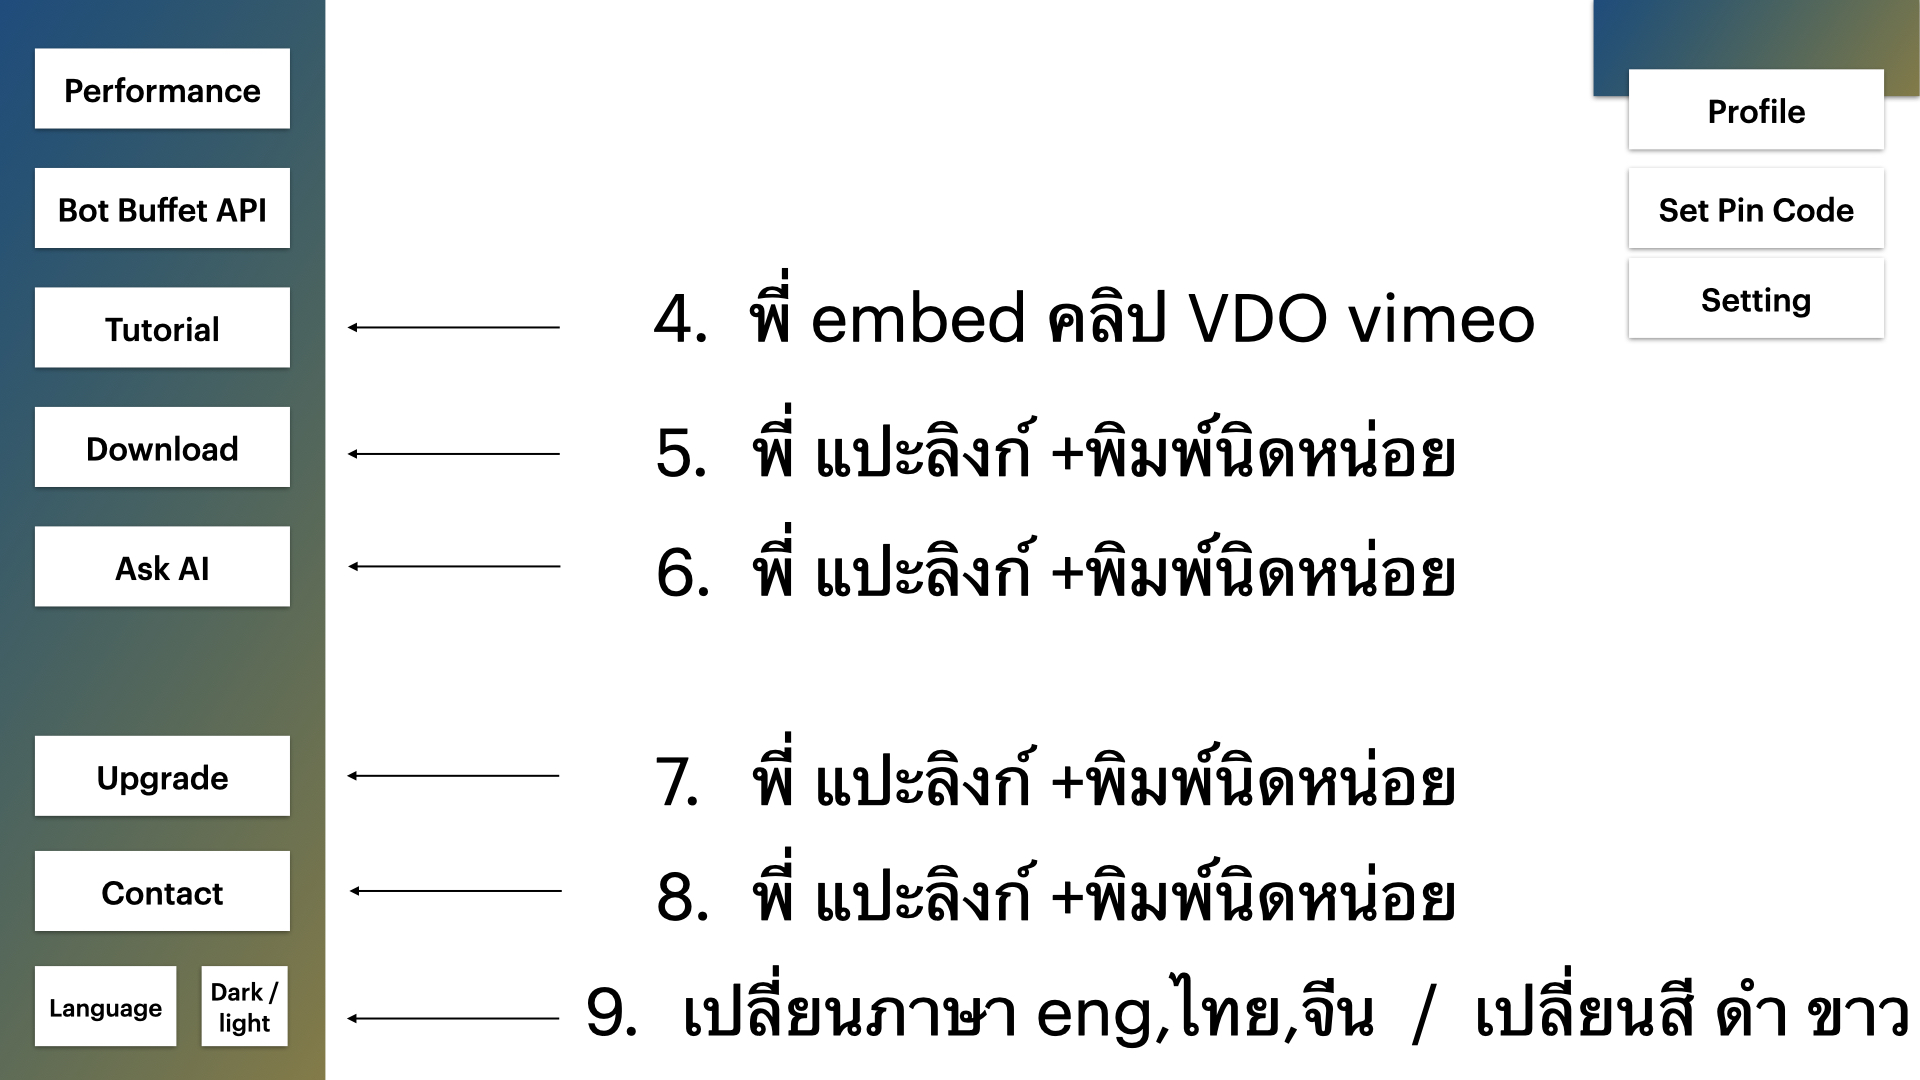 Performance
Bot Buffet API
Tutorial
Download
Ask AI
Upgrade
Contact
Language
Dark /
light
4. พี่ embed คลิป VDO vimeo
5. พี่ แปะลิงก์ +พิมพ์นิดหน่อย
6. พี่ แปะลิงก์ +พิมพ์นิดหน่อย
7. พี่ แปะลิงก์ +พิมพ์นิดหน่อย
8. พี่ แปะลิงก์ +พิมพ์นิดหน่อย
9. เปลี่ยนภาษา eng,ไทย,จีน / เปลี่ยนสี ดำ ขาว
Profile
Set Pin Code
Setting